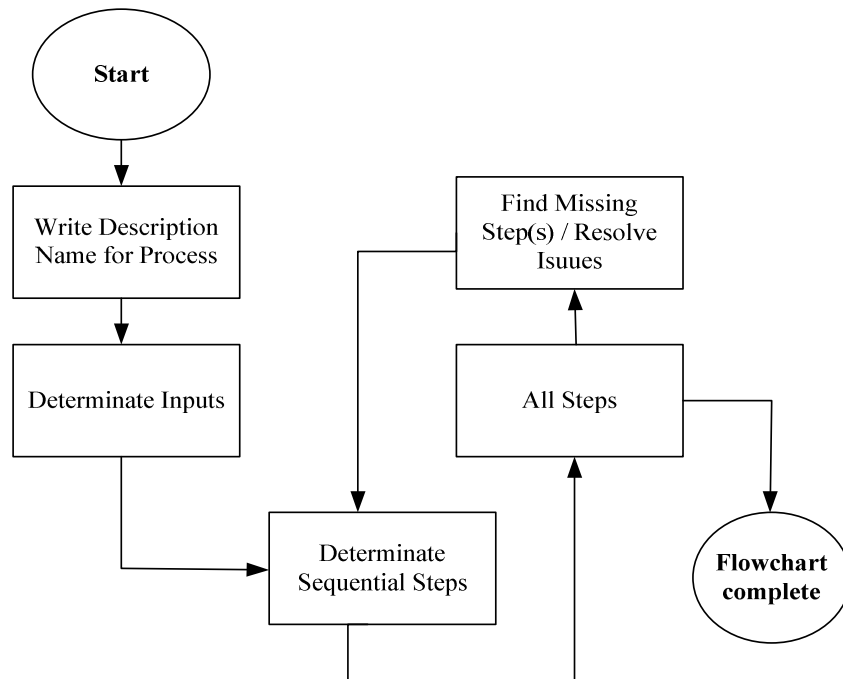 Start
Write Description
Name for Process
Determinate Inputs
Find Missing
Step(s) / Resolve
Isuues
All Steps
Determinate
Sequential Steps
Flowchart
complete